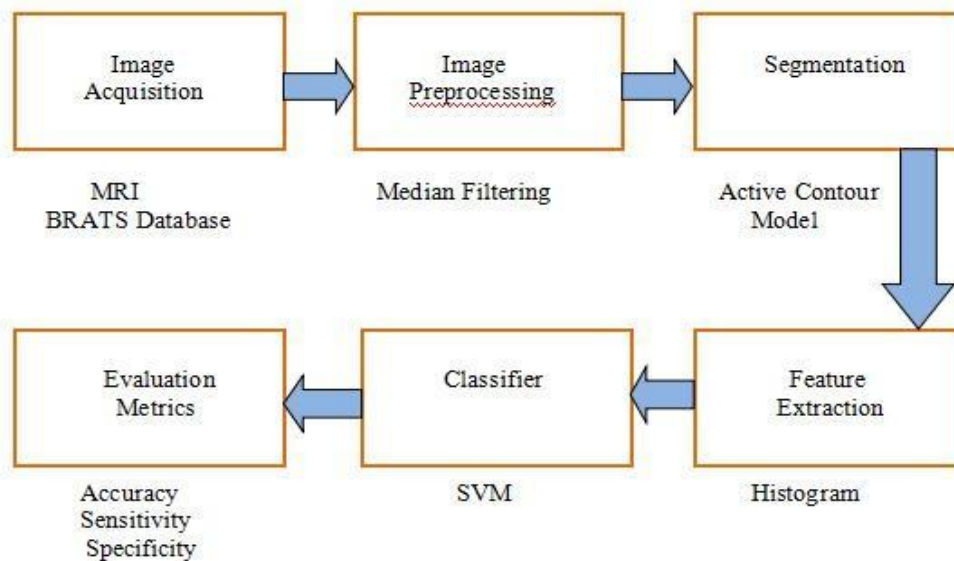 Image
Acquisition
Image
Preprocessing
Segmentation
MRI
BRATS Database
Median Filtering
Active Contour
Model
Evaluation
Metrics
Classifier
Feature
Extraction
Accuracy
Sensitivity
Specificity
SVM
Histogram